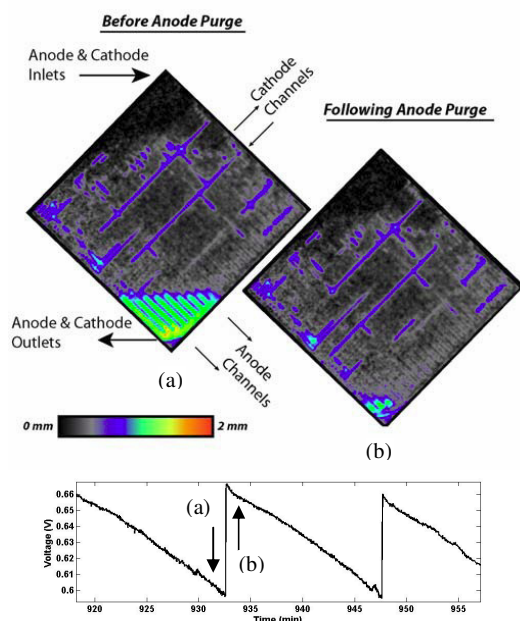 Before Anode Purge
Anode & Cathode
Inlets
Cathode
Channels
Following Anode Purge
Anode & Cathode
Outlets
Anode
Channels
(a)
0 mm
2 mm
(b)
0.66
0.65
0.64
0.63
0.62
0.61
0.6
Voltage (V)
(a)
(b)
920 925 930 935 940 945 950 955
Time (min)